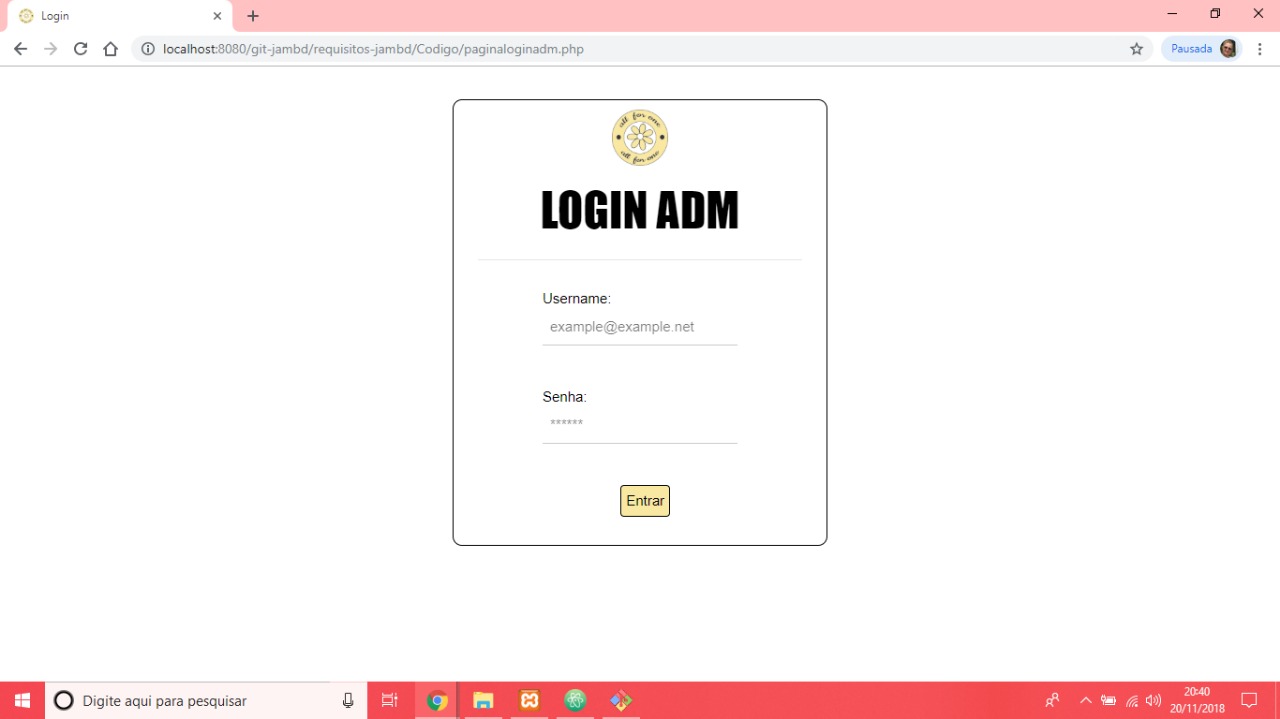 Login
localhost:8080/git-jambd/requisitos-jambd/Codigo/paginaloginadm.php
Pausada
all for one
all for one
LOGIN ADM
Username:
example@example.net
Senha:
******
Entrar
Digite aqui para pesquisar
20:40
20/11/2018